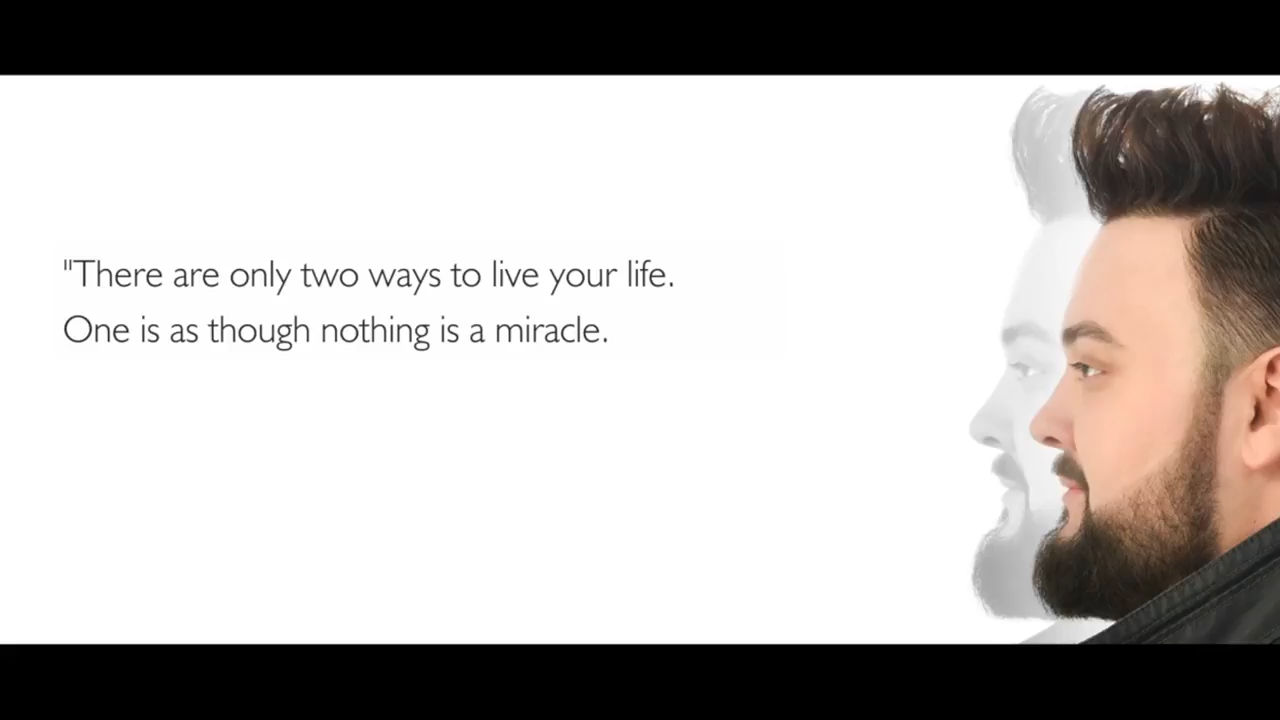 "There are only two ways to live your life.
One is as though nothing is a miracle.